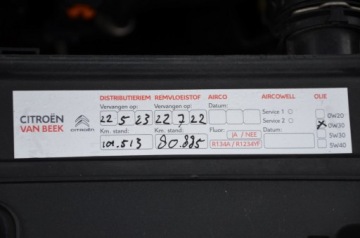 DISTRIBUTIERIEM REMVLOEISTOF AIRCO AIRCOWELL OLIE
Vervangen op: Vervangen op: Datum:
22 5 23 22 7 22 Service 1 0W20
CITROËN Service 2 0W30
VAN BEEK CITROËN Km. stand: Km. stand: Fluor: JA / NEE Datum: 5W30
101.513 80.885 R134A / R1234YF 5W40